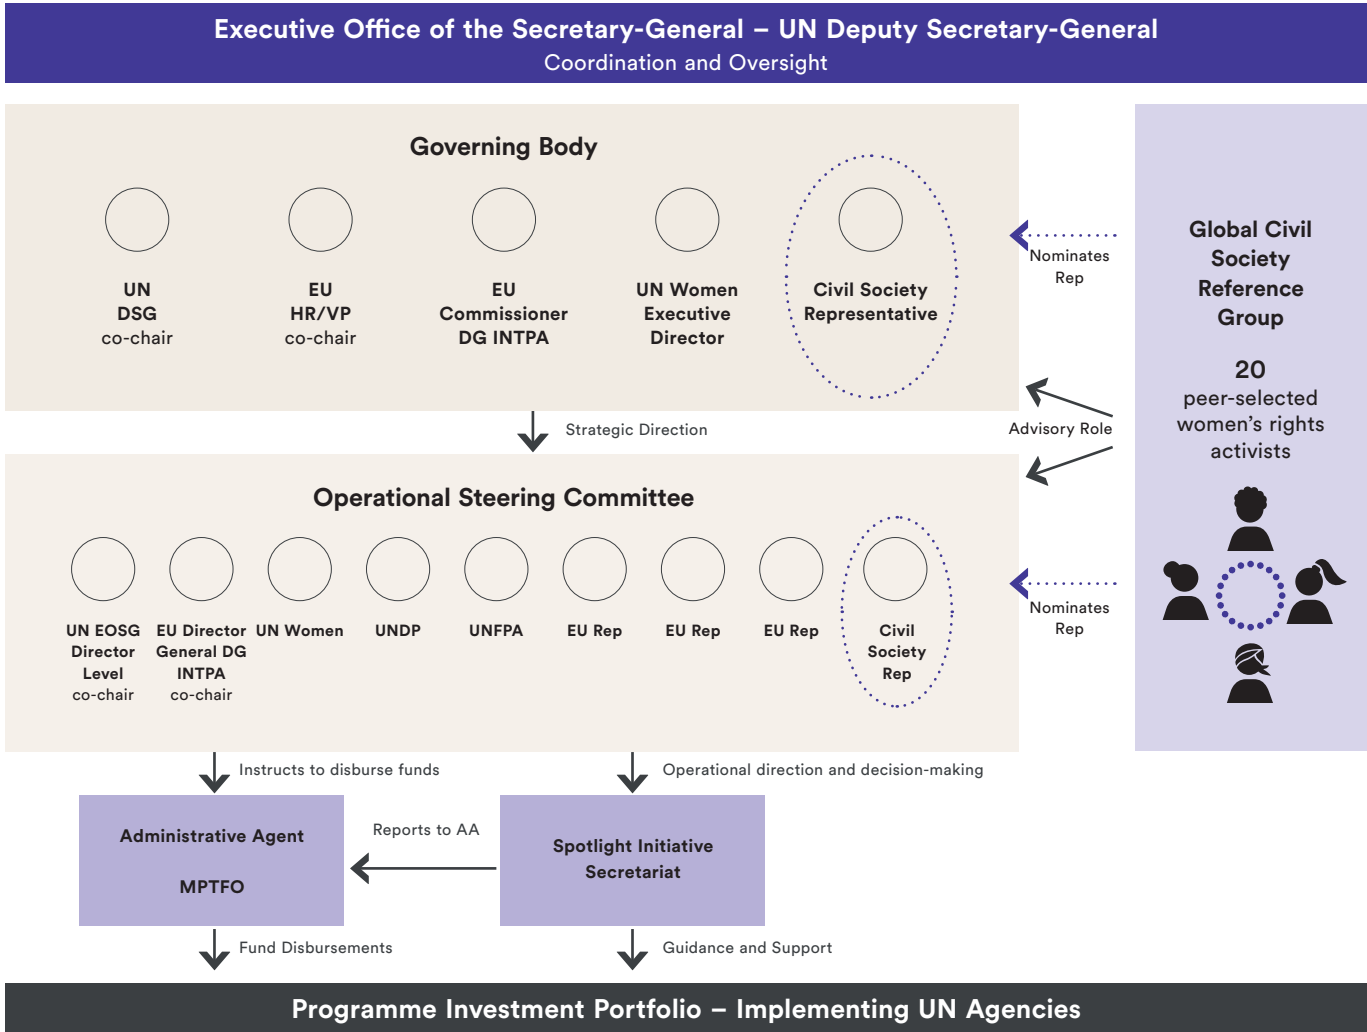 Executive Office of the Secretary-General – UN Deputy Secretary-General
Coordination and Oversight
Governing Body
UN
DSG
co-chair
EU
HR/VP
co-chair
EU
Commissioner
DG INTPA
UN Women
Executive
Director
Civil Society
Representative
Nominates
Rep
Global Civil
Society
Reference
Group
20
peer-selected
women’s rights
activists
Strategic Direction
Advisory Role
Operational Steering Committee
UN EOSG
Director
Level
co-chair
EU Director
General DG
INTPA
co-chair
UN Women
UNDP
UNFPA
EU Rep
EU Rep
EU Rep
Civil
Society
Rep
Nominates
Rep
Instructs to disburse funds
Operational direction and decision-making
Administrative Agent
MPTFO
Reports to AA
Spotlight Initiative
Secretariat
Fund Disbursements
Guidance and Support
Programme Investment Portfolio – Implementing UN Agencies